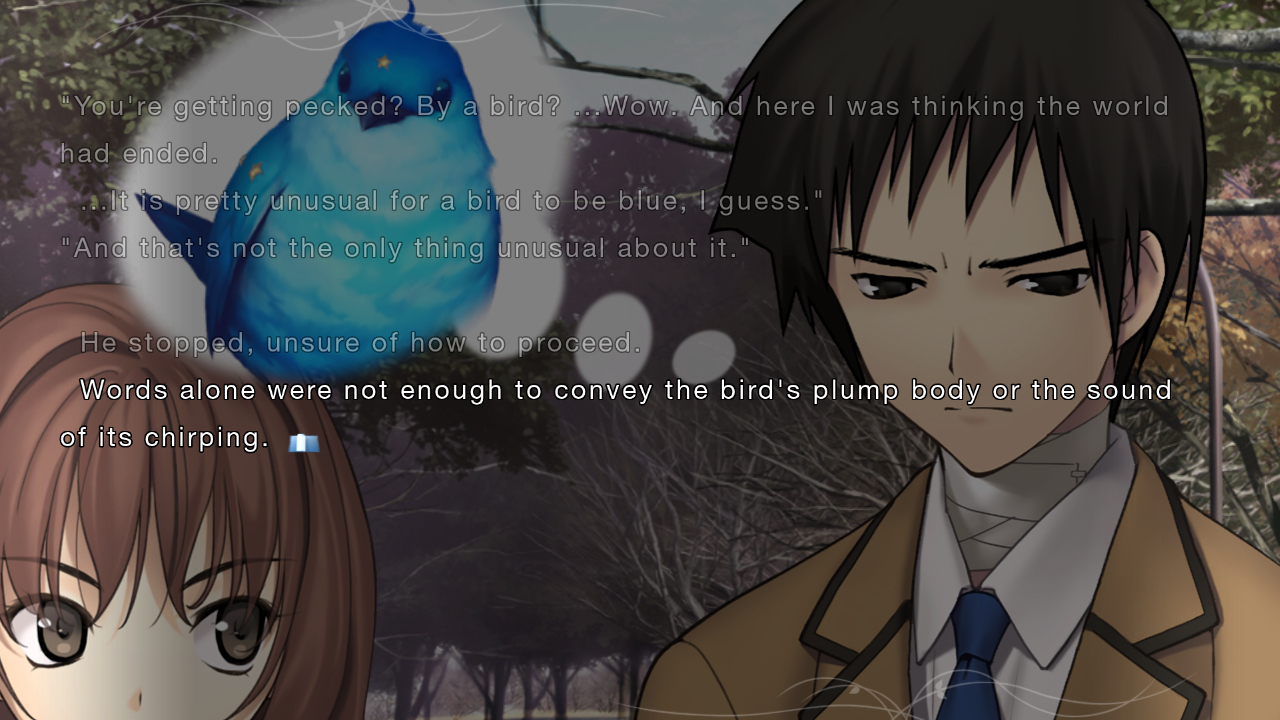 "You're getting pecked? By a bird? ...Wow. And here I was thinking the world
had ended.
...It is pretty unusual for a bird to be blue, I guess."
"And that's not the only thing unusual about it."
He stopped, unsure of how to proceed.
Words alone were not enough to convey the bird's plump body or the sound
of its chirping.